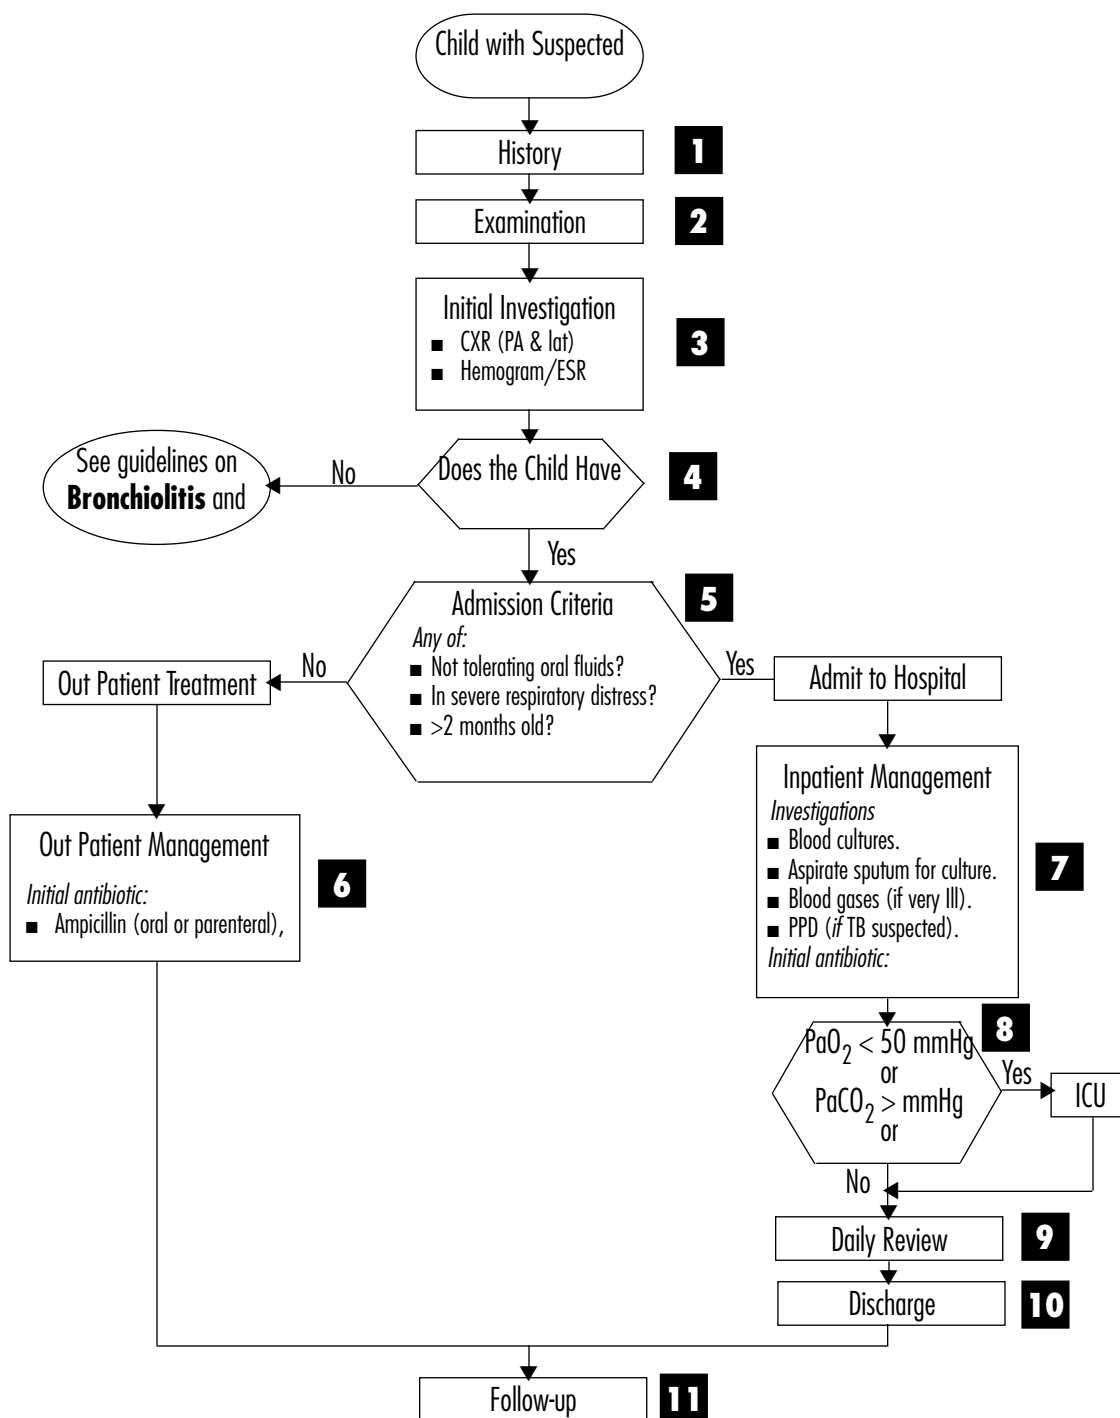 Child with Suspected
History
1
Examination
2
Initial Investigation
■ CXR (PA & lat)
■ Hemogram/ESR
3
Does the Child Have
4
No
See guidelines on
Bronchiolitis and
Yes
Admission Criteria
5
Any of:
■ Not tolerating oral fluids?
■ In severe respiratory distress?
■ >2 months old?
No
Out Patient Treatment
Yes
Admit to Hospital
Out Patient Management
Initial antibiotic:
■ Ampicillin (oral or parenteral),
6
Inpatient Management
Investigations
■ Blood cultures.
■ Aspirate sputum for culture.
■ Blood gases (if very Ill).
■ PPD (if TB suspected).
Initial antibiotic:
7
PaO2 < 50 mmHg
or
PaCO2 > mmHg
or
8
Yes
ICU
No
Daily Review
9
Discharge
10
Follow-up
11